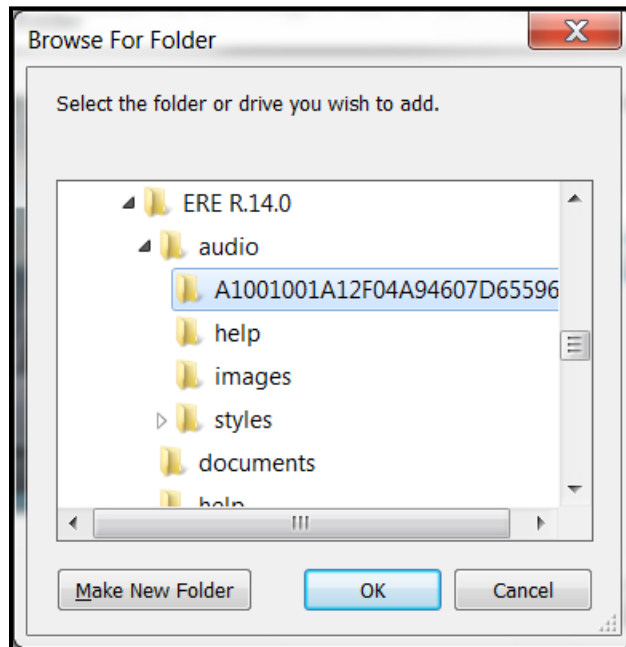 Browse For Folder
Select the folder or drive you wish to add.
ERE R.14.0
audio
A1001001A12F04A94607D65596
help
images
styles
documents
help
Make New Folder OK Cancel